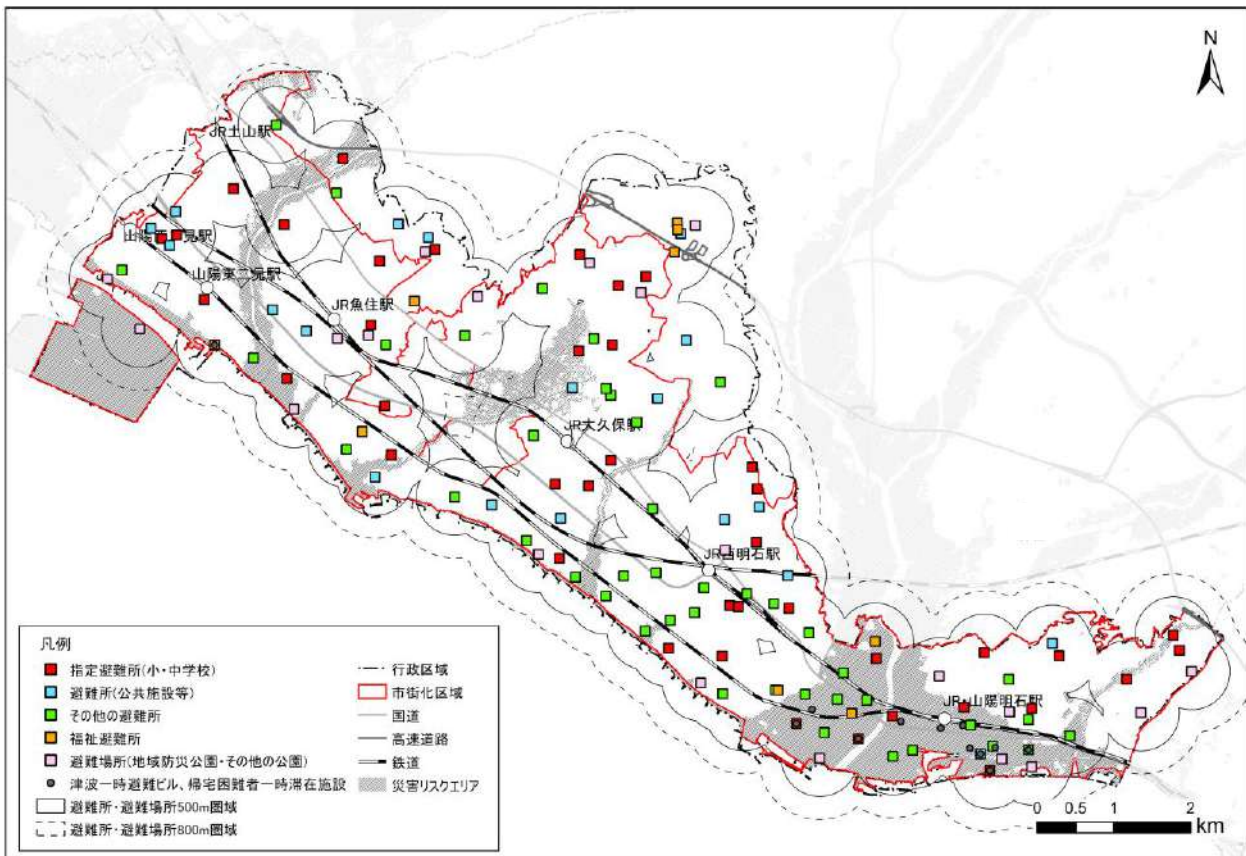 N
JR土山駅
山陽東二見駅
JR魚住駅
JR大久保駅
JR西明石駅
JR・山陽明石駅
凡例
指定避難所(小・中学校)
避難所(公共施設等)
その他の避難所
福祉避難所
避難場所(地域防災公園・その他の公園)
津波一時避難ビル、帰宅困難者一時滞在施設
避難所・避難場所500m圏域
避難所・避難場所800m圏域
行政区域
市街化区域
国道
高速道路
鉄道
災害リスクエリア
0 0.5 1 2
km